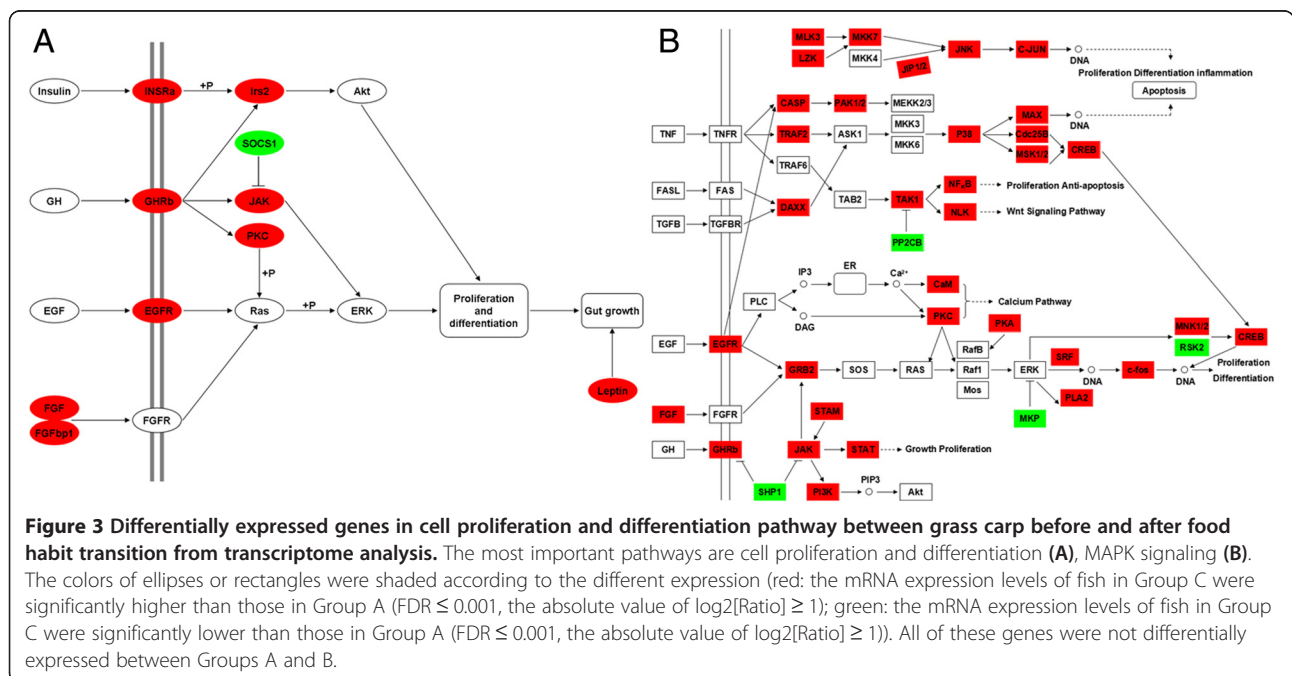 A
Insulin
INSRa
+P
Irs2
Akt
SOCS1
GH
GHRb
JAK
PKC
+P
EGF
EGFR
Ras
+P
ERK
Proliferation
and
differentiation
Gut growth
Leptin
FGF
FGFbp1
FGFR
B
MLK3
MKK7
LZK
MKK4
JIP1/2
JNK
C-JUN
DNA
Proliferation Differentiation inflammation
Apoptosis
CASP
PAK1/2
MEKK2/3
TNF
TNFR
TRAF2
ASK1
MKK3
MKK6
P38
MAX
DNA
Cdc25B
MSK1/2
CREB
TRAF6
FASL
FAS
DAXX
TAB2
TAK1
NFκB
Proliferation Anti-apoptosis
NLK
Wnt Signaling Pathway
TGFB
TGFBR
PP2CB
IP3
ER
Ca²⁺
CaM
Calcium Pathway
PLC
DAG
PKC
PKA
EGF
EGFR
RafB
MNK1/2
RSK2
CREB
GRB2
SOS
RAS
Raf1
Mos
ERK
SRF
DNA
c-fos
DNA
Proliferation
Differentiation
PLA2
MKP
FGF
FGFR
STAM
GH
GHRb
JAK
STAT
Growth Proliferation
SHP1
PI3K
PIP3
Akt
Figure 3 Differentially expressed genes in cell proliferation and differentiation pathway between grass carp before and after food
habit transition from transcriptome analysis. The most important pathways are cell proliferation and differentiation (A), MAPK signaling (B).
The colors of ellipses or rectangles were shaded according to the different expression (red: the mRNA expression levels of fish in Group C were
significantly higher than those in Group A (FDR ≤ 0.001, the absolute value of log2[Ratio] ≥ 1); green: the mRNA expression levels of fish in Group
C were significantly lower than those in Group A (FDR ≤ 0.001, the absolute value of log2[Ratio] ≥ 1)). All of these genes were not differentially
expressed between Groups A and B.